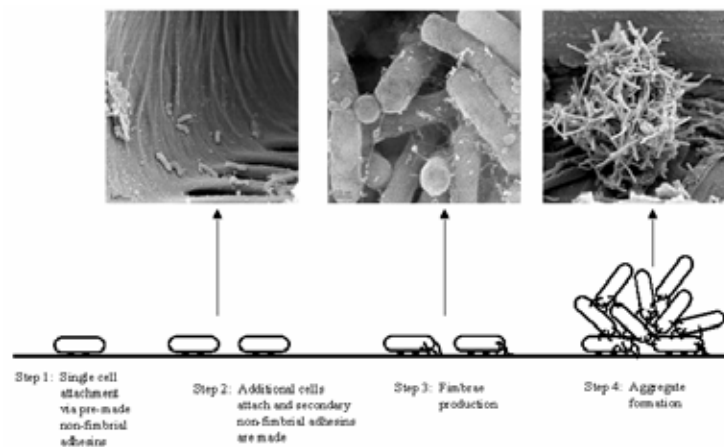 Step 1: Single cell
attachment
via pre-made
non-fimbrial
adhesins
Step 2: Additional cells
attach and secondary
non-fimbrial adhesins
are made
Step 3: Fimbrae
production
Step 4: Aggregate
formation